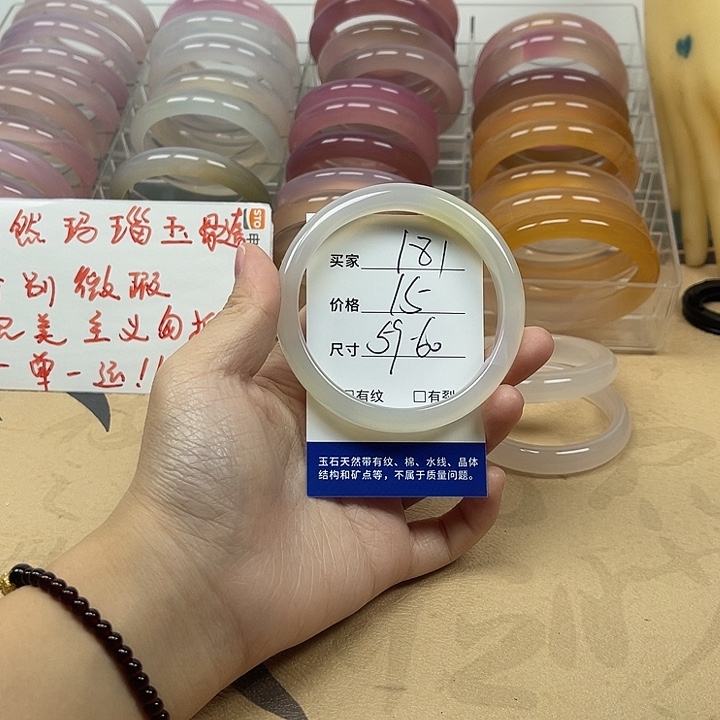 然玛瑙玉
别微瑕
美主义勿拍
一单一运！！
STO
买家 181
价格 15
尺寸 59-60
□有纹 □有裂
玉石天然带有纹、棉、水线、晶体
结构和矿点等，不属于质量问题。